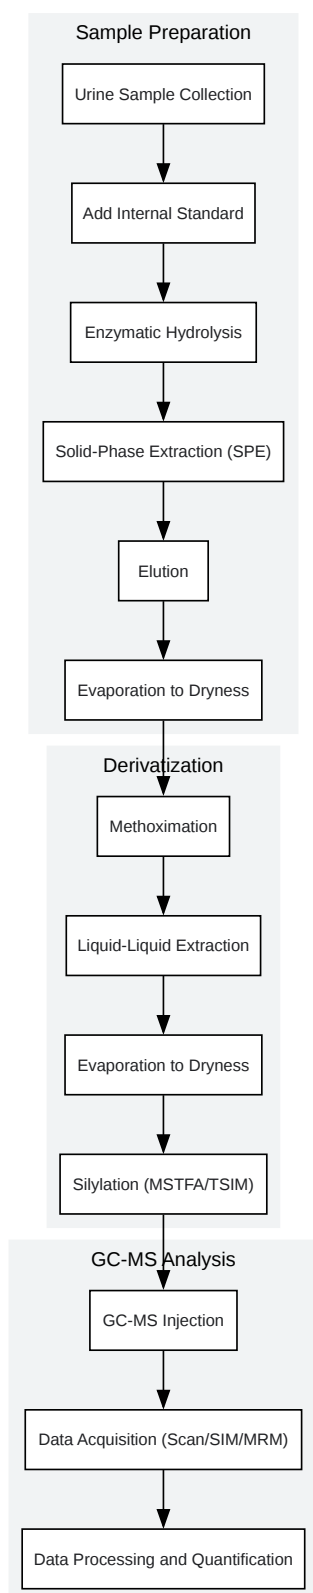 Sample Preparation
Urine Sample Collection
Add Internal Standard
Enzymatic Hydrolysis
Solid-Phase Extraction (SPE)
Elution
Evaporation to Dryness
Derivatization
Methoximation
Liquid-Liquid Extraction
Evaporation to Dryness
Silylation (MSTFA/TSIM)
GC-MS Analysis
GC-MS Injection
Data Acquisition (Scan/SIM/MRM)
Data Processing and Quantification